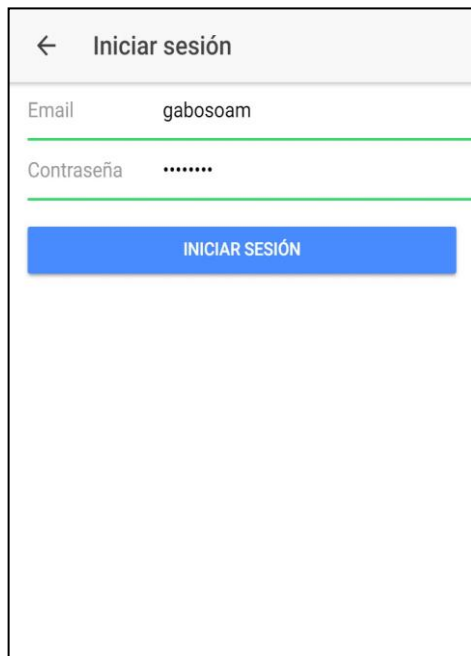 Iniciar sesión
Email gabosoam
Contraseña ••••••••
INICIAR SESIÓN